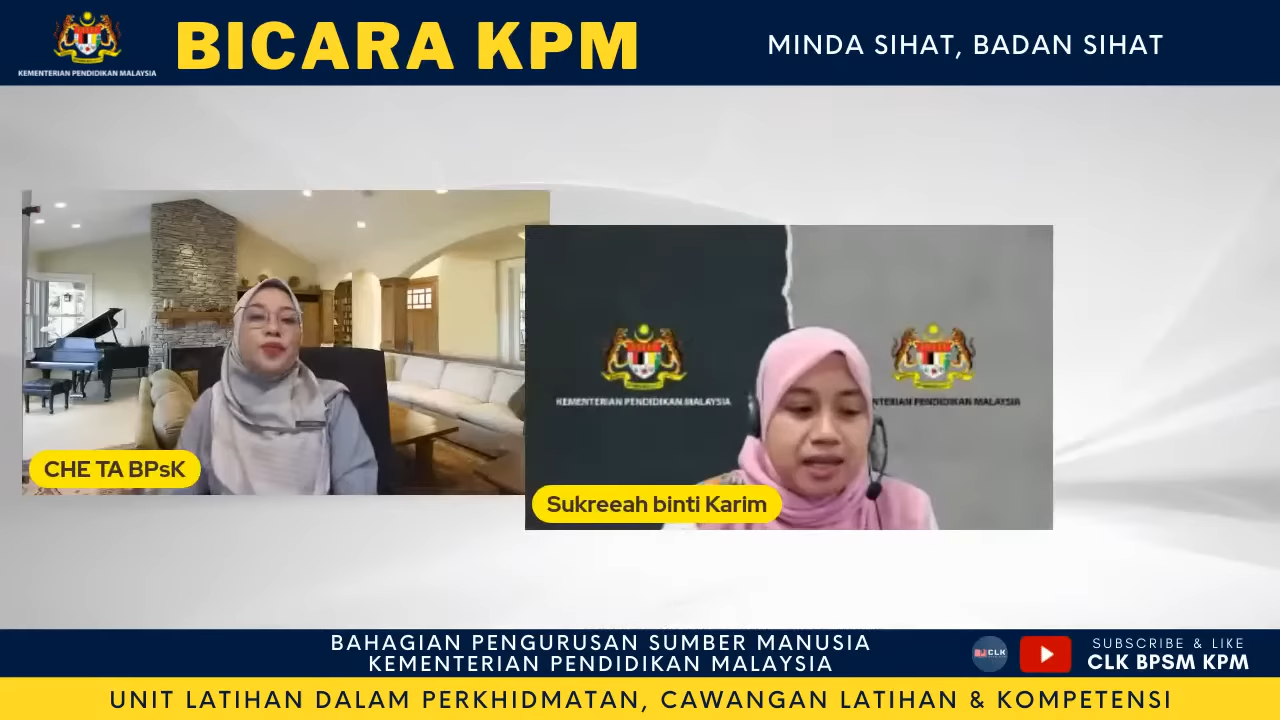 BICARA KPM
MINDA SIHAT, BADAN SIHAT
KEMENTERIAN PENDIDIKAN MALAYSIA
KEMENTERIAN PENDIDIKAN MALAYSIA
TERIAN PENDIDIKAN MALAYSIA
CHE TA BPsK
Sukreeah binti Karim
BAHAGIAN PENGURUSAN SUMBER MANUSIA
KEMENTERIAN PENDIDIKAN MALAYSIA
CLK
SUBSCRIBE & LIKE
CLK BPSM KPM
UNIT LATIHAN DALAM PERKHIDMATAN, CAWANGAN LATIHAN & KOMPETENSI